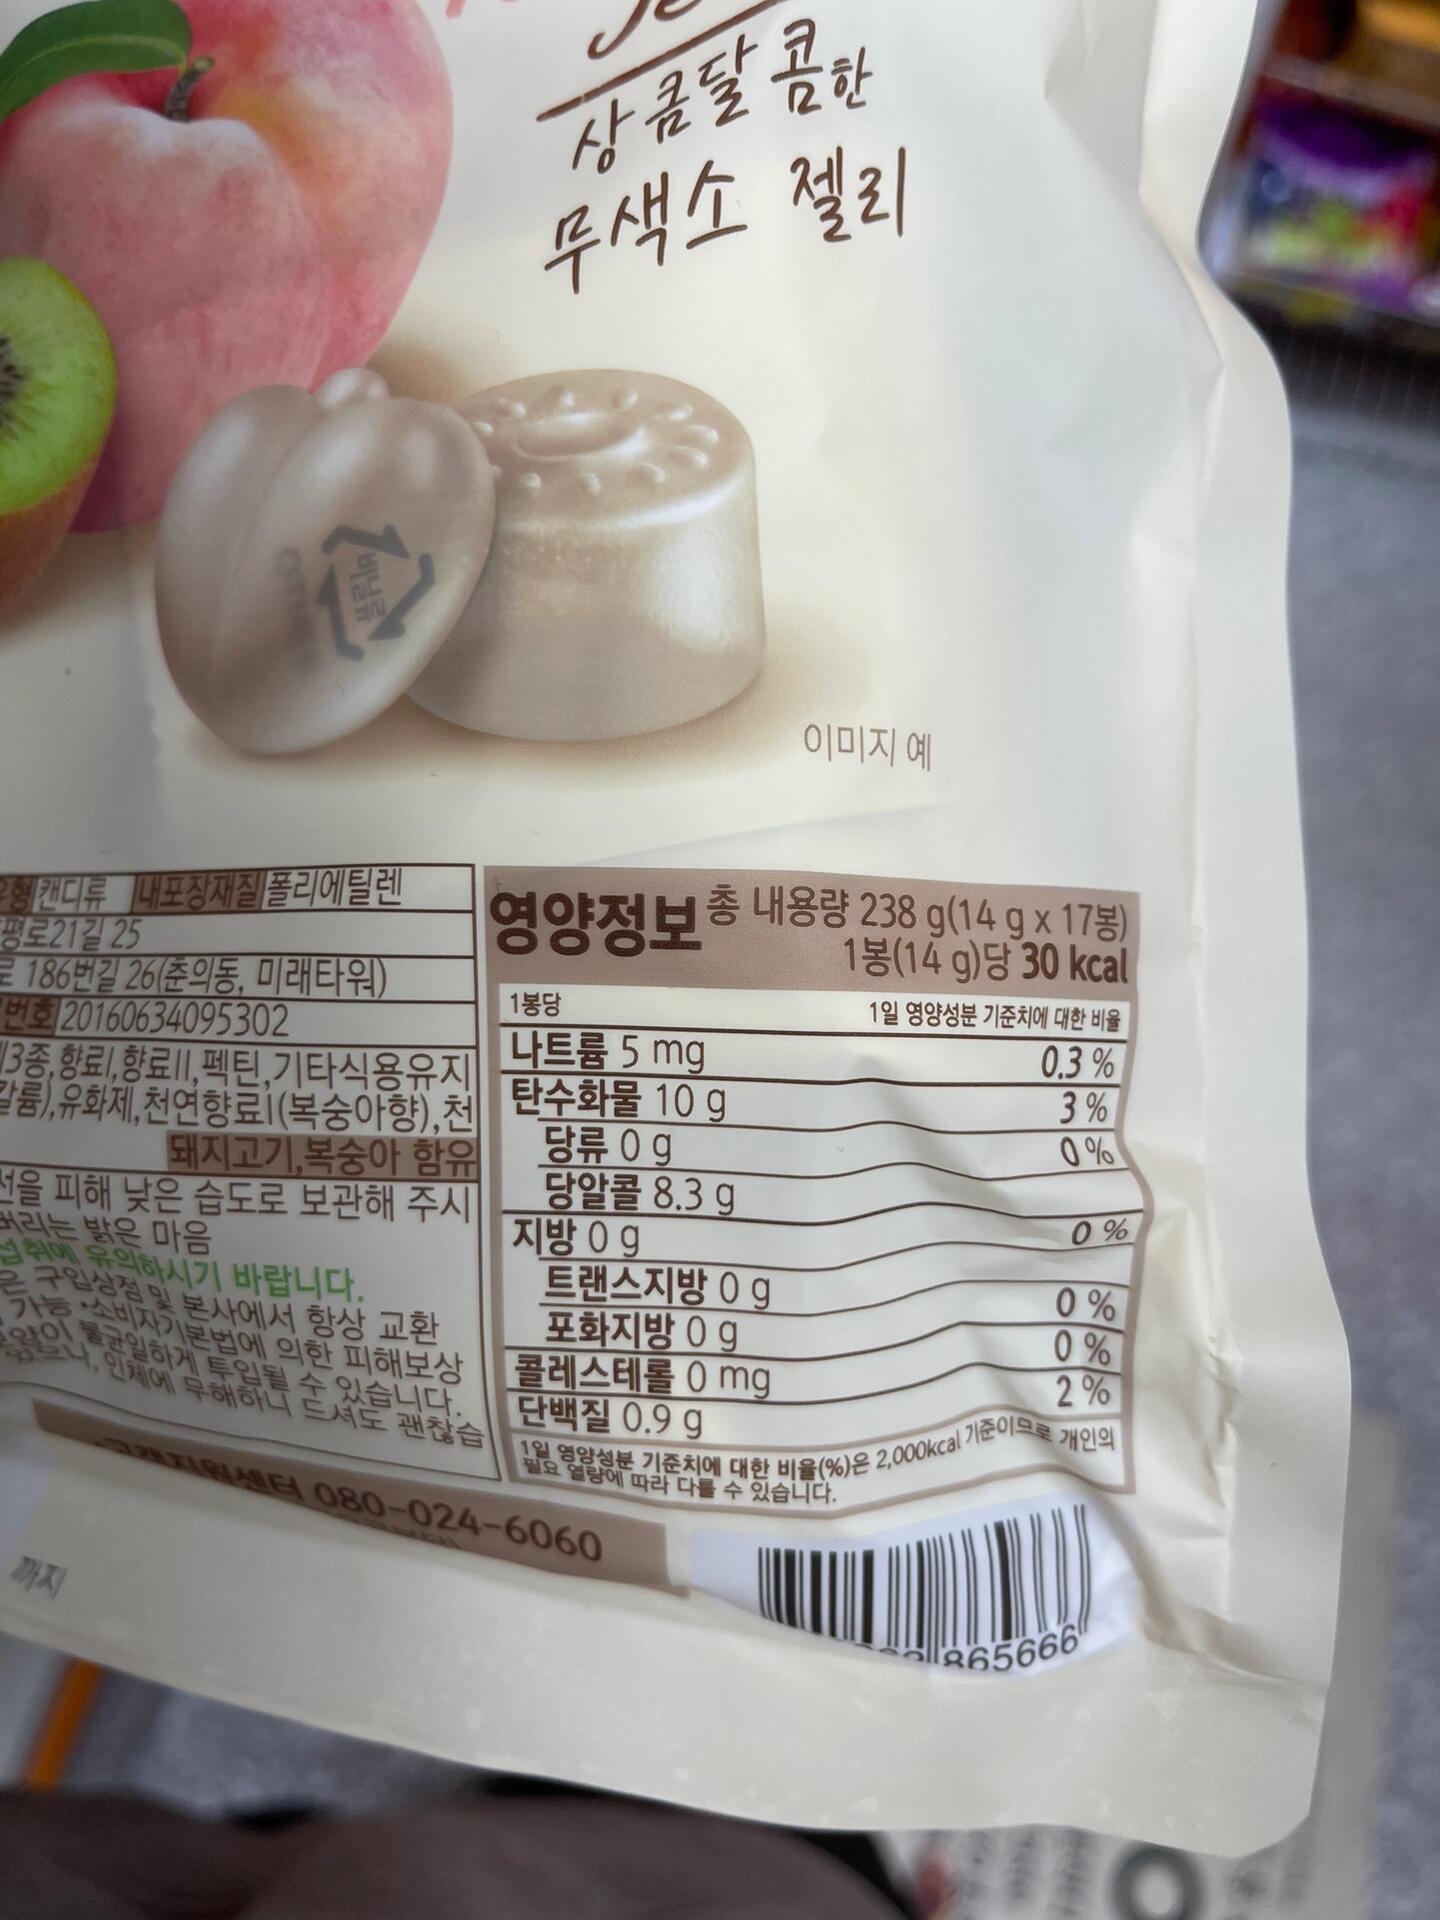 상큼달콤한
무색소 젤리
비닐류
이미지 예
캔디류 내포장재질 폴리에틸렌
평로21길 25
186번길 26(춘의동, 미래타워)
번호 20160634095302
3종,향료Ⅰ,향료Ⅱ,펙틴,기타식용유지
칼륨),유화제,천연향료Ⅰ(복숭아향),천
돼지고기,복숭아 함유
피해 낮은 습도로 보관해 주시
버리는 밝은 마음
섭취에 유의하시기 바랍니다.
은 구입상점 및 본사에서 항상 교환
가능 •소비자기본법에 의한 피해보상
불균일하게 투입될 수 있습니다.
인체에 무해하니 드셔도 괜찮습
고객지원센터 080-024-6060
까지
영양정보 총 내용량 238 g(14 g x 17봉)
1봉(14 g)당 30 kcal
1봉당 1일 영양성분 기준치에 대한 비율
나트륨 5 mg 0.3 %
탄수화물 10 g 3 %
당류 0 g 0 %
당알콜 8.3 g
지방 0 g 0 %
트랜스지방 0 g
포화지방 0 g 0 %
콜레스테롤 0 mg 0 %
단백질 0.9 g 2 %
1일 영양성분 기준치에 대한 비율(%)은 2,000kcal 기준이므로 개인의
필요 열량에 따라 다를 수 있습니다.
865666